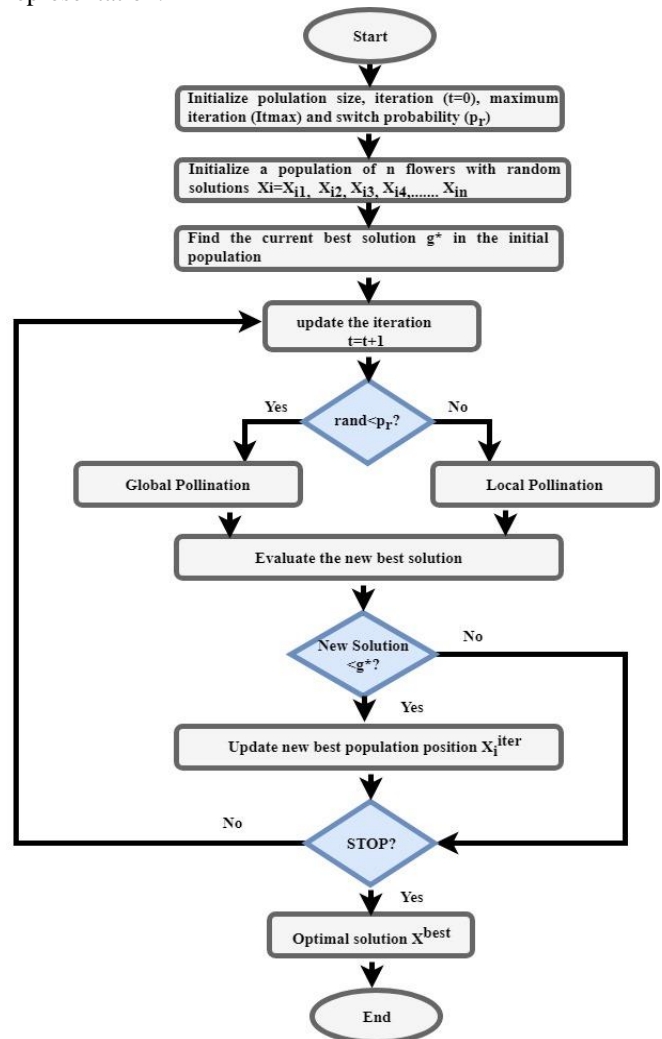 Start
Initialize polulation size, iteration (t=0), maximum
iteration (Itmax) and switch probability (pr)
Initialize a population of n flowers with random
solutions Xi=Xi1, Xi2, Xi3, Xi4,....... Xin
Find the current best solution g* in the initial
population
update the iteration
t=t+1
Yes
rand<pr?
No
Global Pollination
Local Pollination
Evaluate the new best solution
New Solution
<g*?
No
Yes
Update new best population position Xi^iter
No
STOP?
Yes
Optimal solution X^best
End